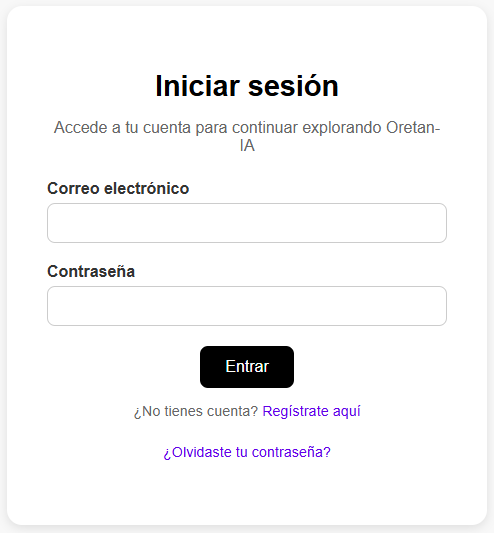 Iniciar sesión
Accede a tu cuenta para continuar explorando Oretan-
IA
Correo electrónico
Contraseña
Entrar
¿No tienes cuenta? Regístrate aquí
¿Olvidaste tu contraseña?